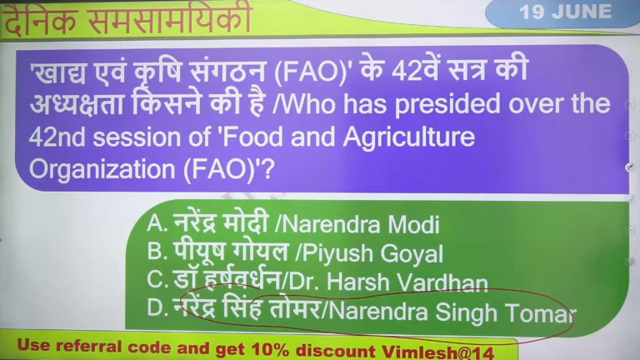 दैनिक समसामयिकी
19 JUNE
'खाद्य एवं कृषि संगठन (FAO)' के 42वें सत्र की
अध्यक्षता किसने की है /Who has presided over the
42nd session of 'Food and Agriculture
Organization (FAO)'?
A. नरेंद्र मोदी /Narendra Modi
B. पीयूष गोयल /Piyush Goyal
C. डॉ हर्षवर्धन/Dr. Harsh Vardhan
D. नरेंद्र सिंह तोमर/Narendra Singh Tomar
Use referral code and get 10% discount Vimlesh@14